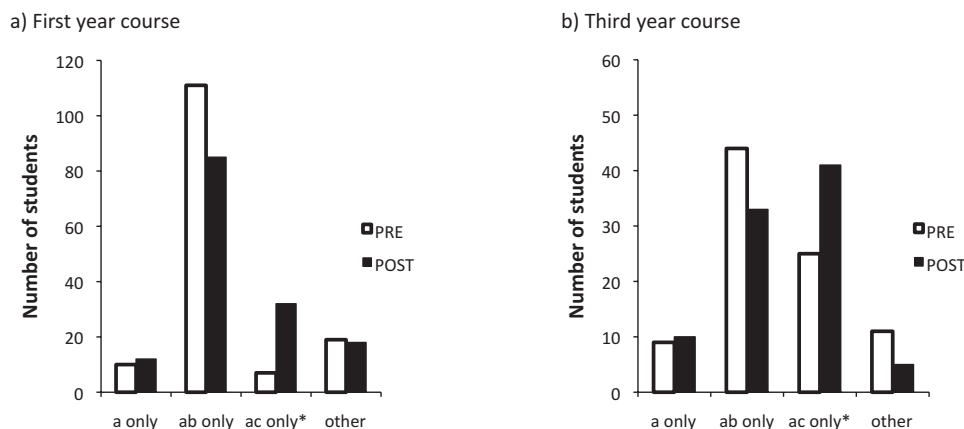 a) First year course
120
100
80
60
40
20
0
Number of students
PRE
POST
a only ab only ac only* other
b) Third year course
60
50
40
30
20
10
0
Number of students
PRE
POST
a only ab only ac only* other